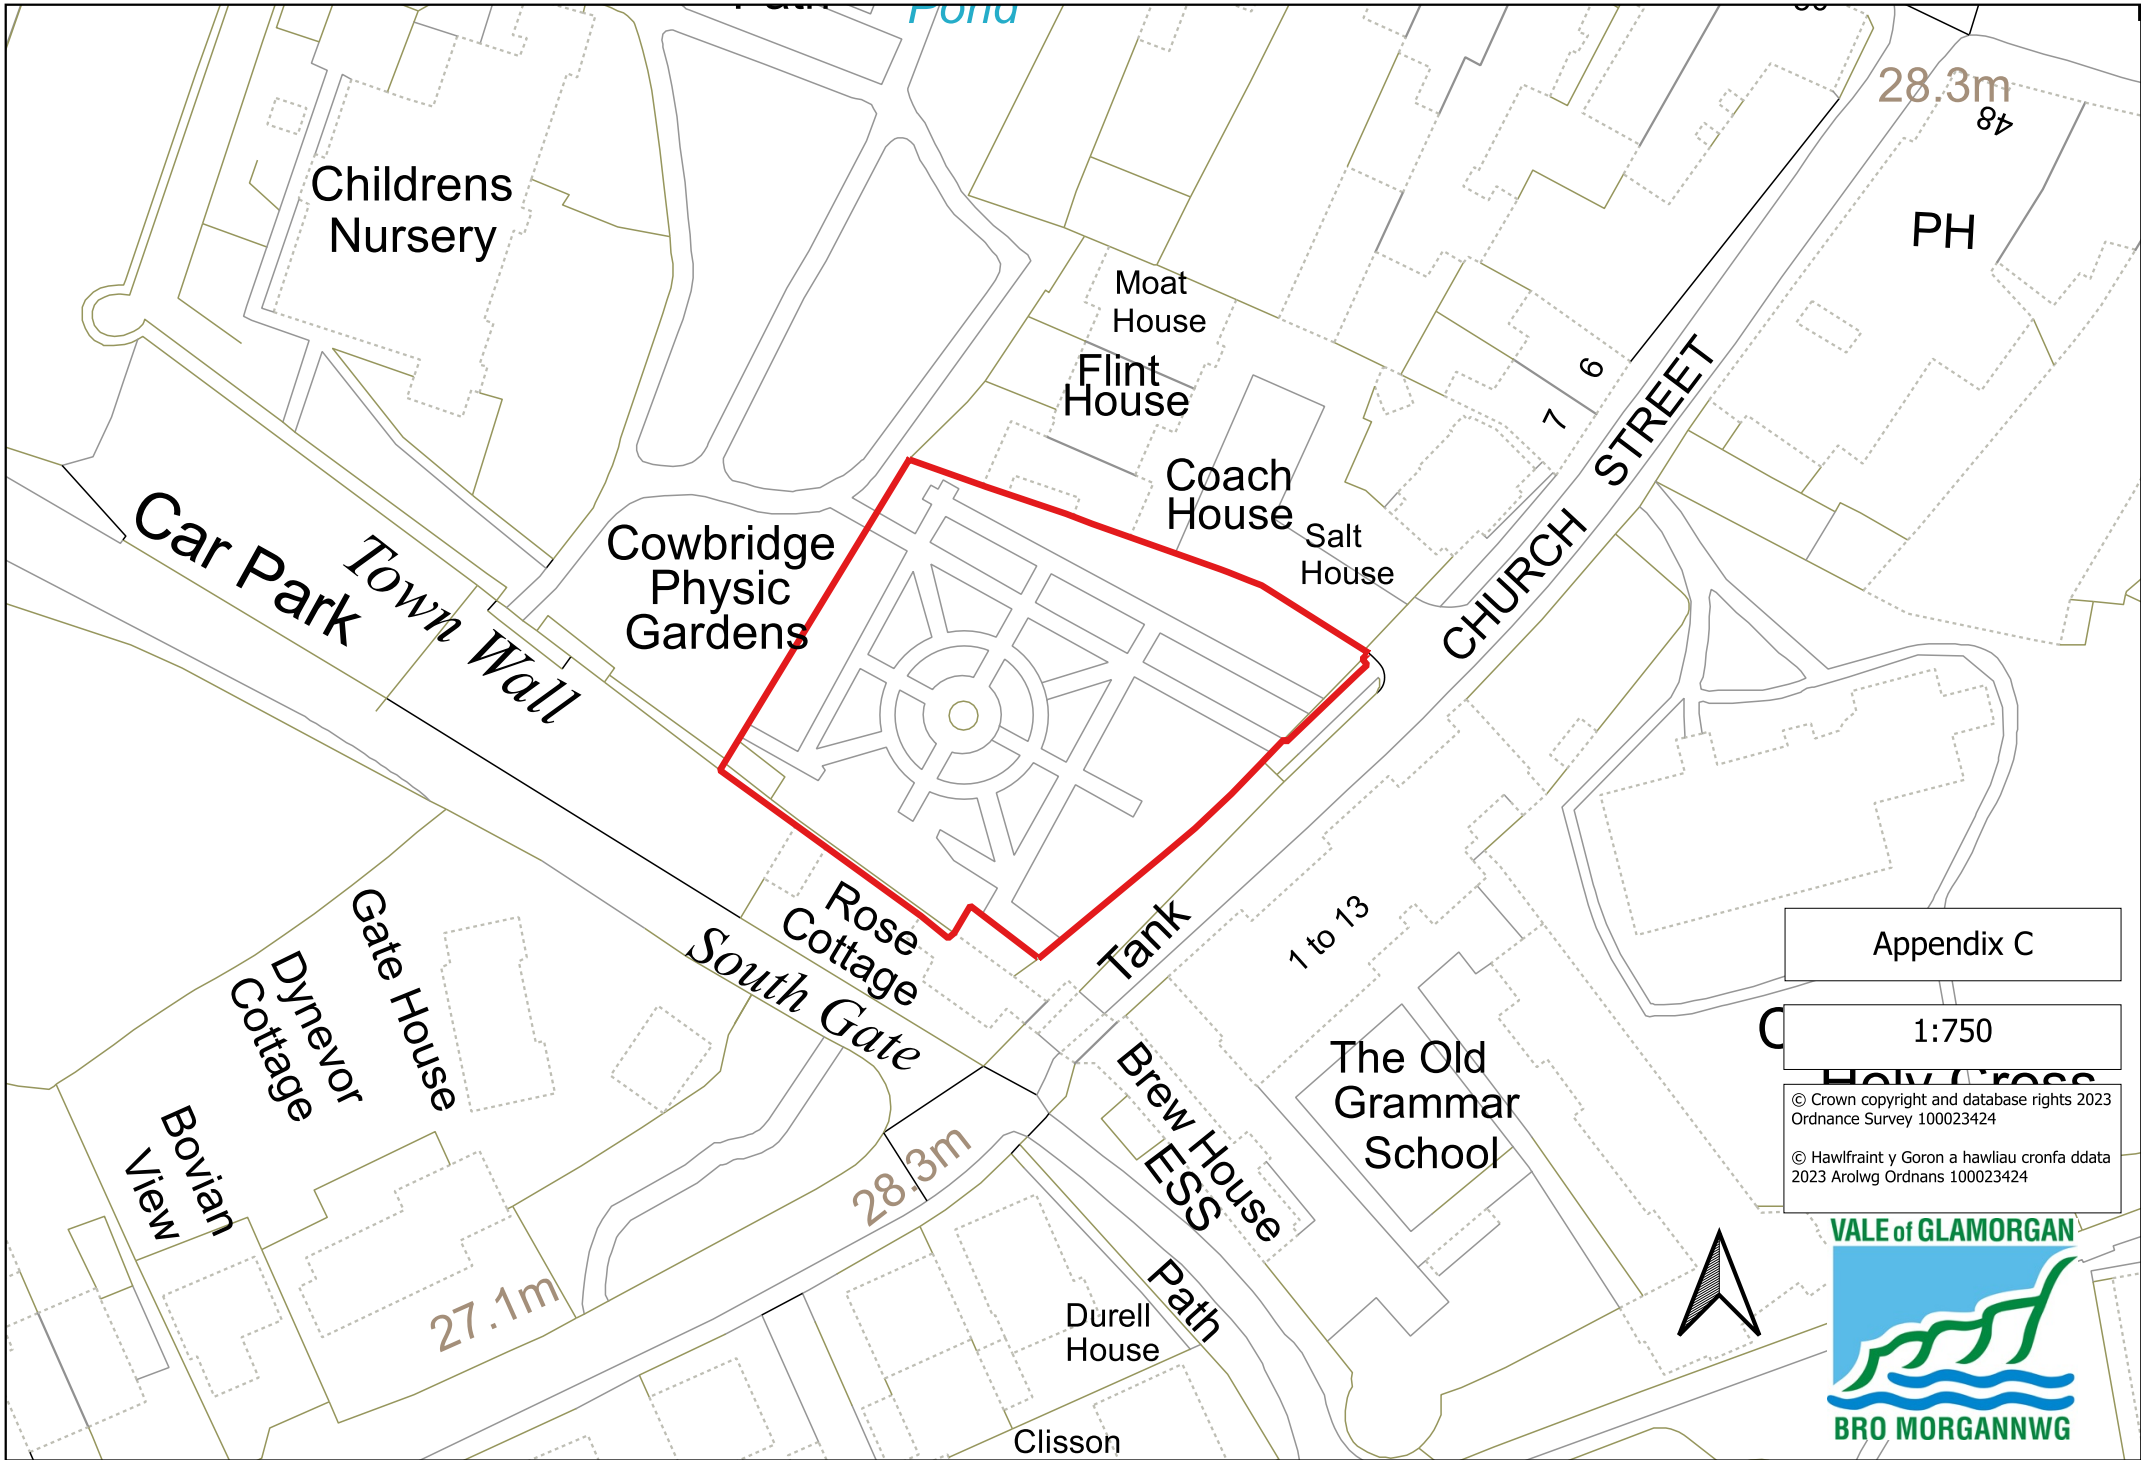 Path
Pond
28.3m
48
PH
Childrens
Nursery
Moat
House
Flint
House
6
7
CHURCH STREET
Coach
House
Salt
House
Car Park
Town Wall
Cowbridge
Physic
Gardens
Rose
Cottage
South Gate
Tank
1 to 13
Gate House
Dynevor
Cottage
Bovian
View
Brew House
ESS
The Old
Grammar
School
28.3m
27.1m
Path
Durell
House
Clisson
Holy Cross
Appendix C
1:750
© Crown copyright and database rights 2023
Ordnance Survey 100023424
© Hawlfraint y Goron a hawliau cronfa ddata
2023 Arolwg Ordnans 100023424
VALE of GLAMORGAN
BRO MORGANNWG